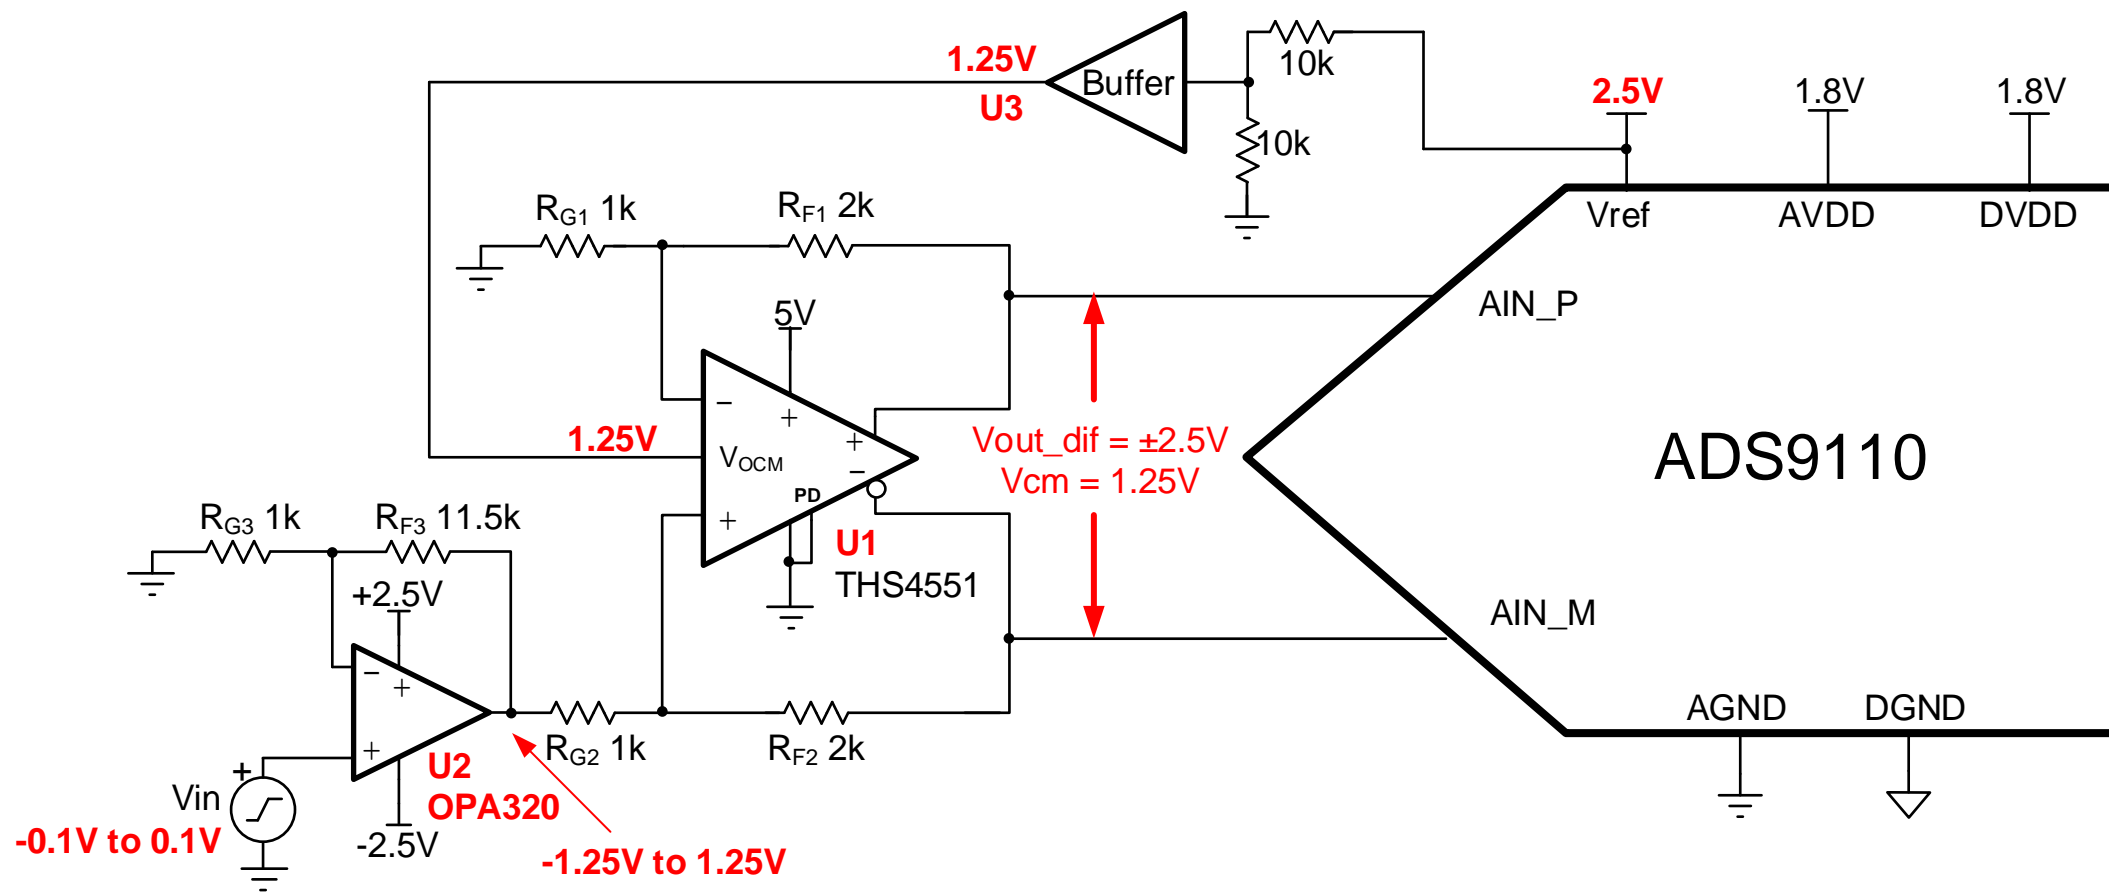 1.25V
U3
Buffer
10k
10k
2.5V
1.8V
1.8V
Vref
AVDD
DVDD
RG1 1k
RF1 2k
AIN_P
5V
−
+
+
−
1.25V
VOCM
PD
+
U1
THS4551
Vout_dif = ±2.5V
Vcm = 1.25V
ADS9110
RG3 1k
RF3 11.5k
+2.5V
−
+
+
U2
OPA320
-2.5V
RG2 1k
RF2 2k
AIN_M
AGND
DGND
+
Vin
-0.1V to 0.1V
-1.25V to 1.25V